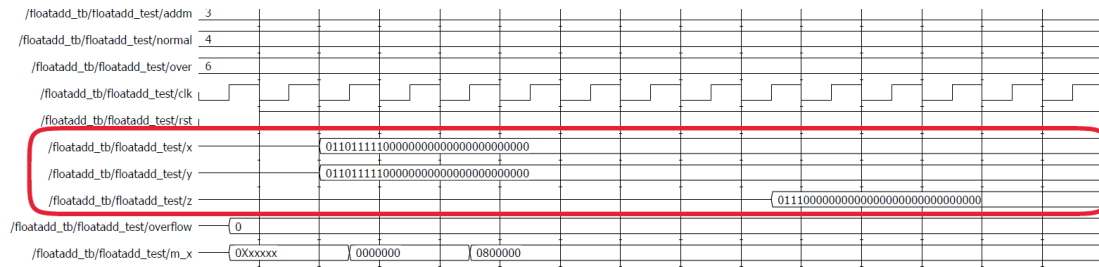 /floatadd_tb/floatadd_test/addm 3
/floatadd_tb/floatadd_test/normal 4
/floatadd_tb/floatadd_test/over 6
/floatadd_tb/floatadd_test/clk
/floatadd_tb/floatadd_test/rst
/floatadd_tb/floatadd_test/x 01101111100000000000000000000000
/floatadd_tb/floatadd_test/y 01101111100000000000000000000000
/floatadd_tb/floatadd_test/z 01110000000000000000000000000000
/floatadd_tb/floatadd_test/overflow 0
/floatadd_tb/floatadd_test/m_x 0Xxxxxx 0000000 0800000